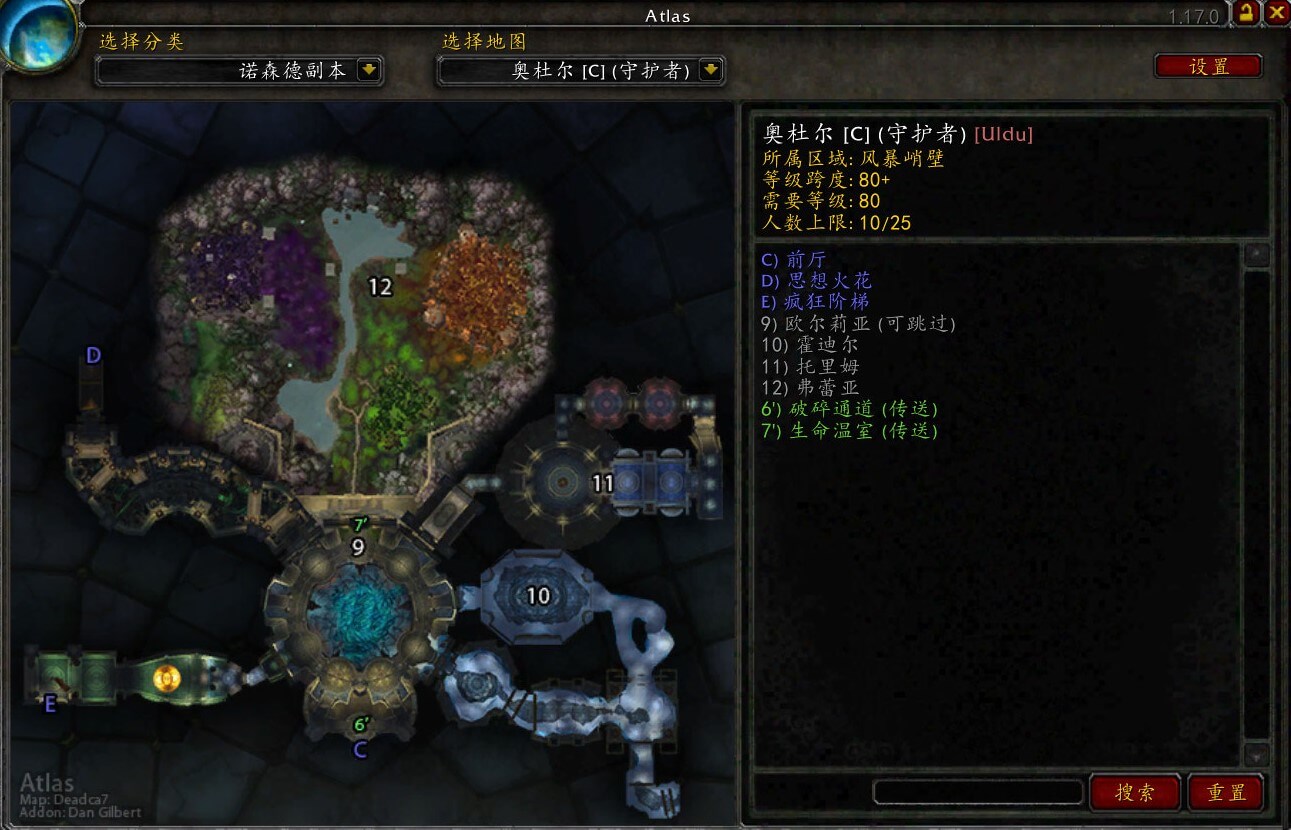 Atlas
1.17.0
选择分类
选择地图
诺森德副本
奥杜尔 [C] (守护者)
设置
奥杜尔 [C] (守护者) [Uldu]
所属区域: 风暴峭壁
等级跨度: 80+
需要等级: 80
人数上限: 10/25
C) 前厅
D) 思想火花
E) 疯狂阶梯
9) 欧尔莉亚 (可跳过)
10) 霍迪尔
11) 托里姆
12) 弗蕾亚
6') 破碎通道 (传送)
7') 生命温室 (传送)
12
D
11
7'
9
10
E
6'
C
Atlas
Map: Deadca7
Addon: Dan Gilbert
搜索
重置